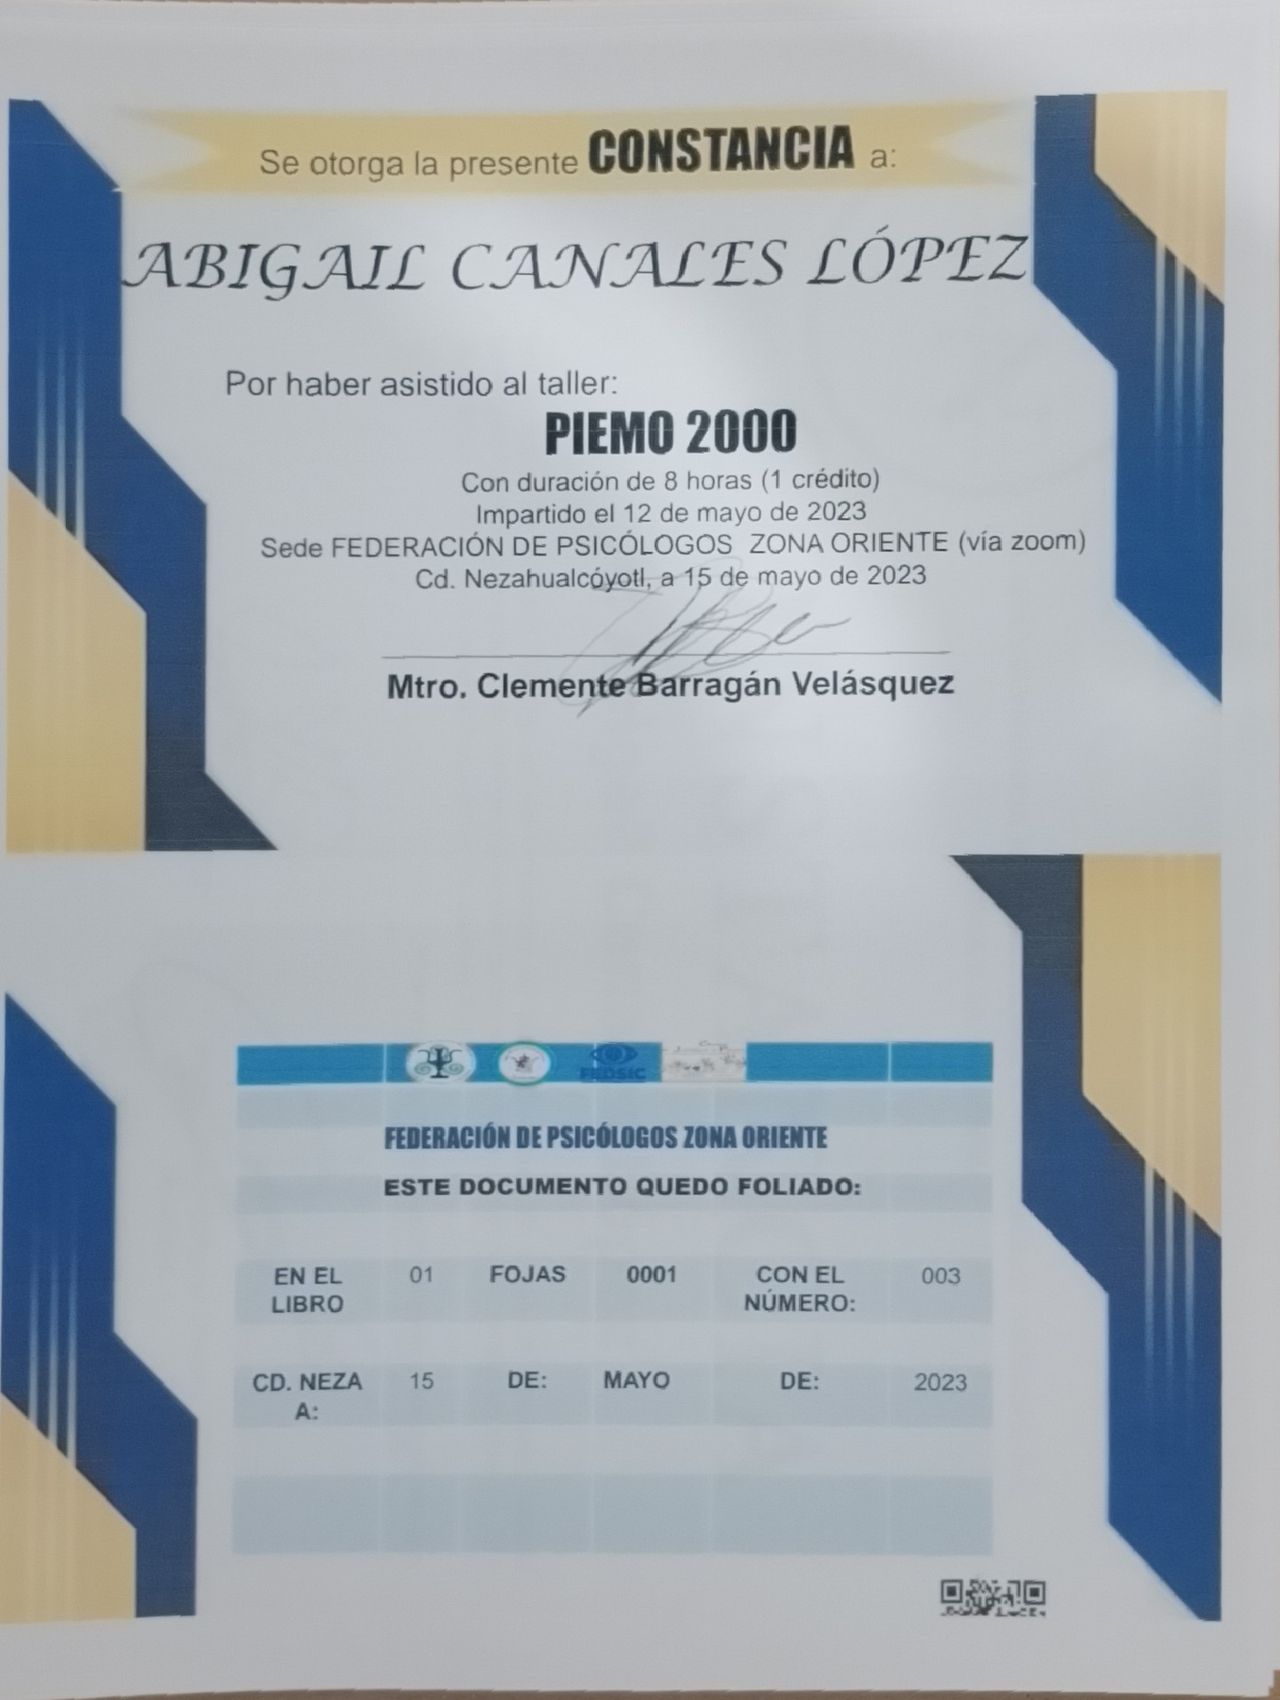 Se otorga la presente CONSTANCIA a:
ABIGAIL CANALES LÓPEZ
Por haber asistido al taller:
PIEMO 2000
Con duración de 8 horas (1 crédito)
Impartido el 12 de mayo de 2023
Sede FEDERACIÓN DE PSICÓLOGOS ZONA ORIENTE (vía zoom)
Cd. Nezahualcóyotl, a 15 de mayo de 2023
Mtro. Clemente Barragán Velásquez
FEDSIC
FEDERACIÓN DE PSICÓLOGOS ZONA ORIENTE
ESTE DOCUMENTO QUEDO FOLIADO:
EN EL LIBRO 01 FOJAS 0001 CON EL NÚMERO: 003
CD. NEZA A: 15 DE: MAYO DE: 2023